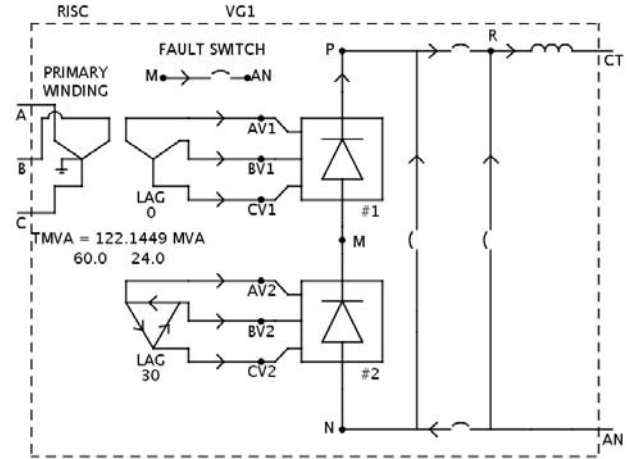 RISC VG1
P R
FAULT SWITCH
M AN
CT
PRIMARY
WINDING
A
AV1
B
BV1
C
LAG
0
CV1
#1
M
TMVA = 122.1449 MVA
60.0 24.0
AV2
BV2
LAG
30
CV2
#2
N
AN